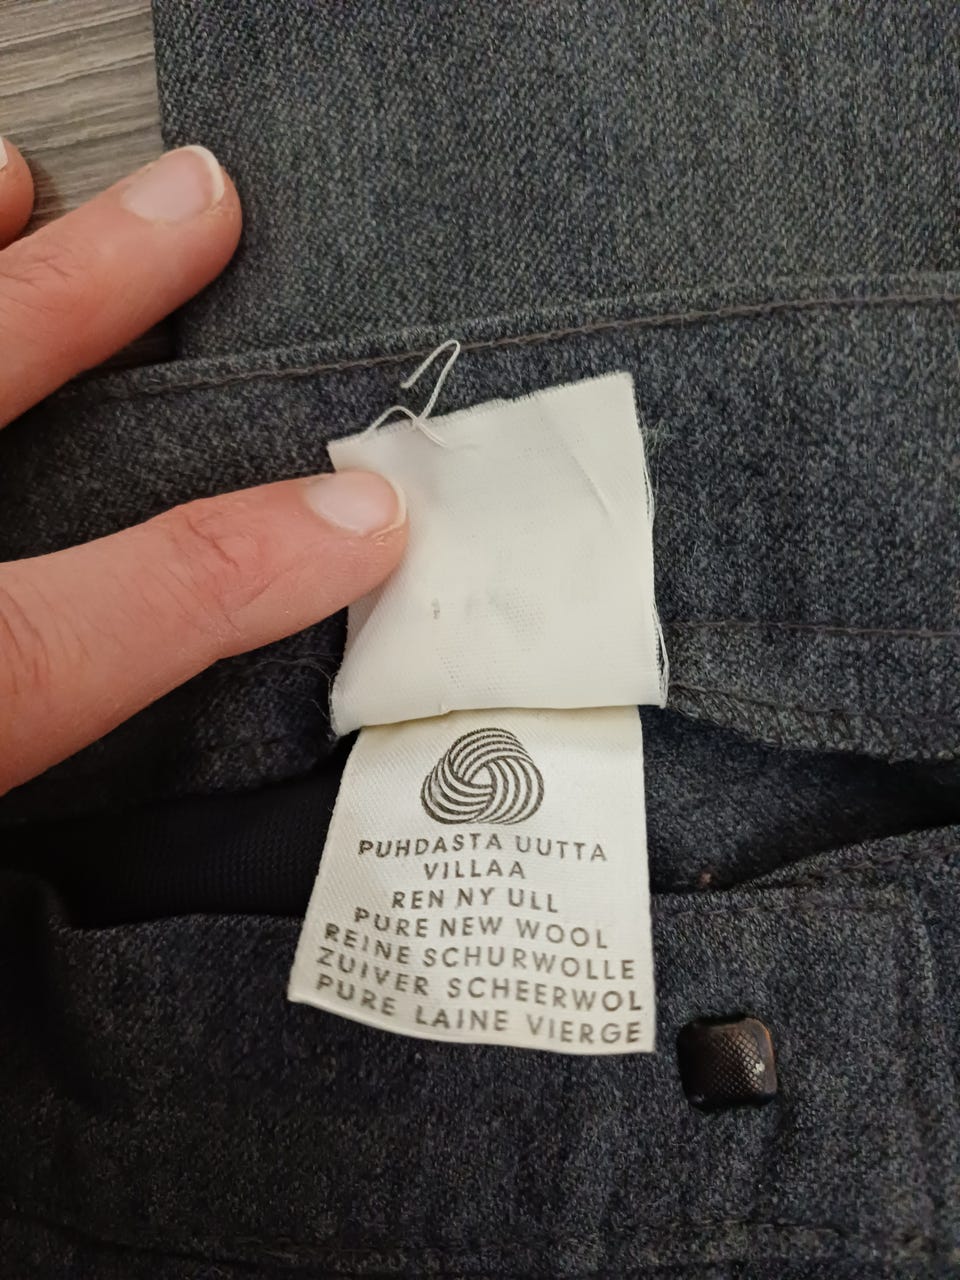 PUHDASTA UUTTA
VILLAA
REN NY ULL
PURE NEW WOOL
REINE SCHURWOLLE
ZUIVER SCHEERWOL
PURE LAINE VIERGE